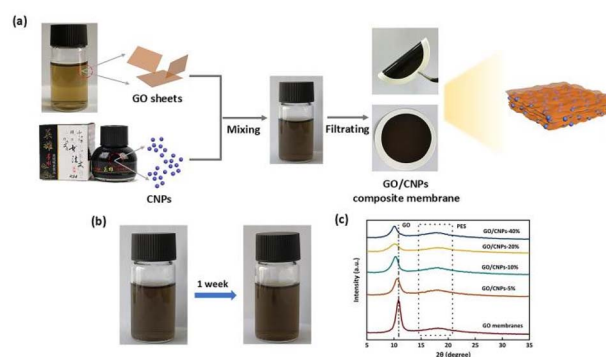 (a)
GO sheets
Mixing
Filtrating
CNPs
GO/CNPs
composite membrane
(b)
1 week
(c)
GO
PES
GO/CNPs-40%
GO/CNPs-20%
GO/CNPs-10%
GO/CNPs-5%
GO membranes
Intensity (a.u.)
5 10 15 20 25 30 35
2θ (degree)